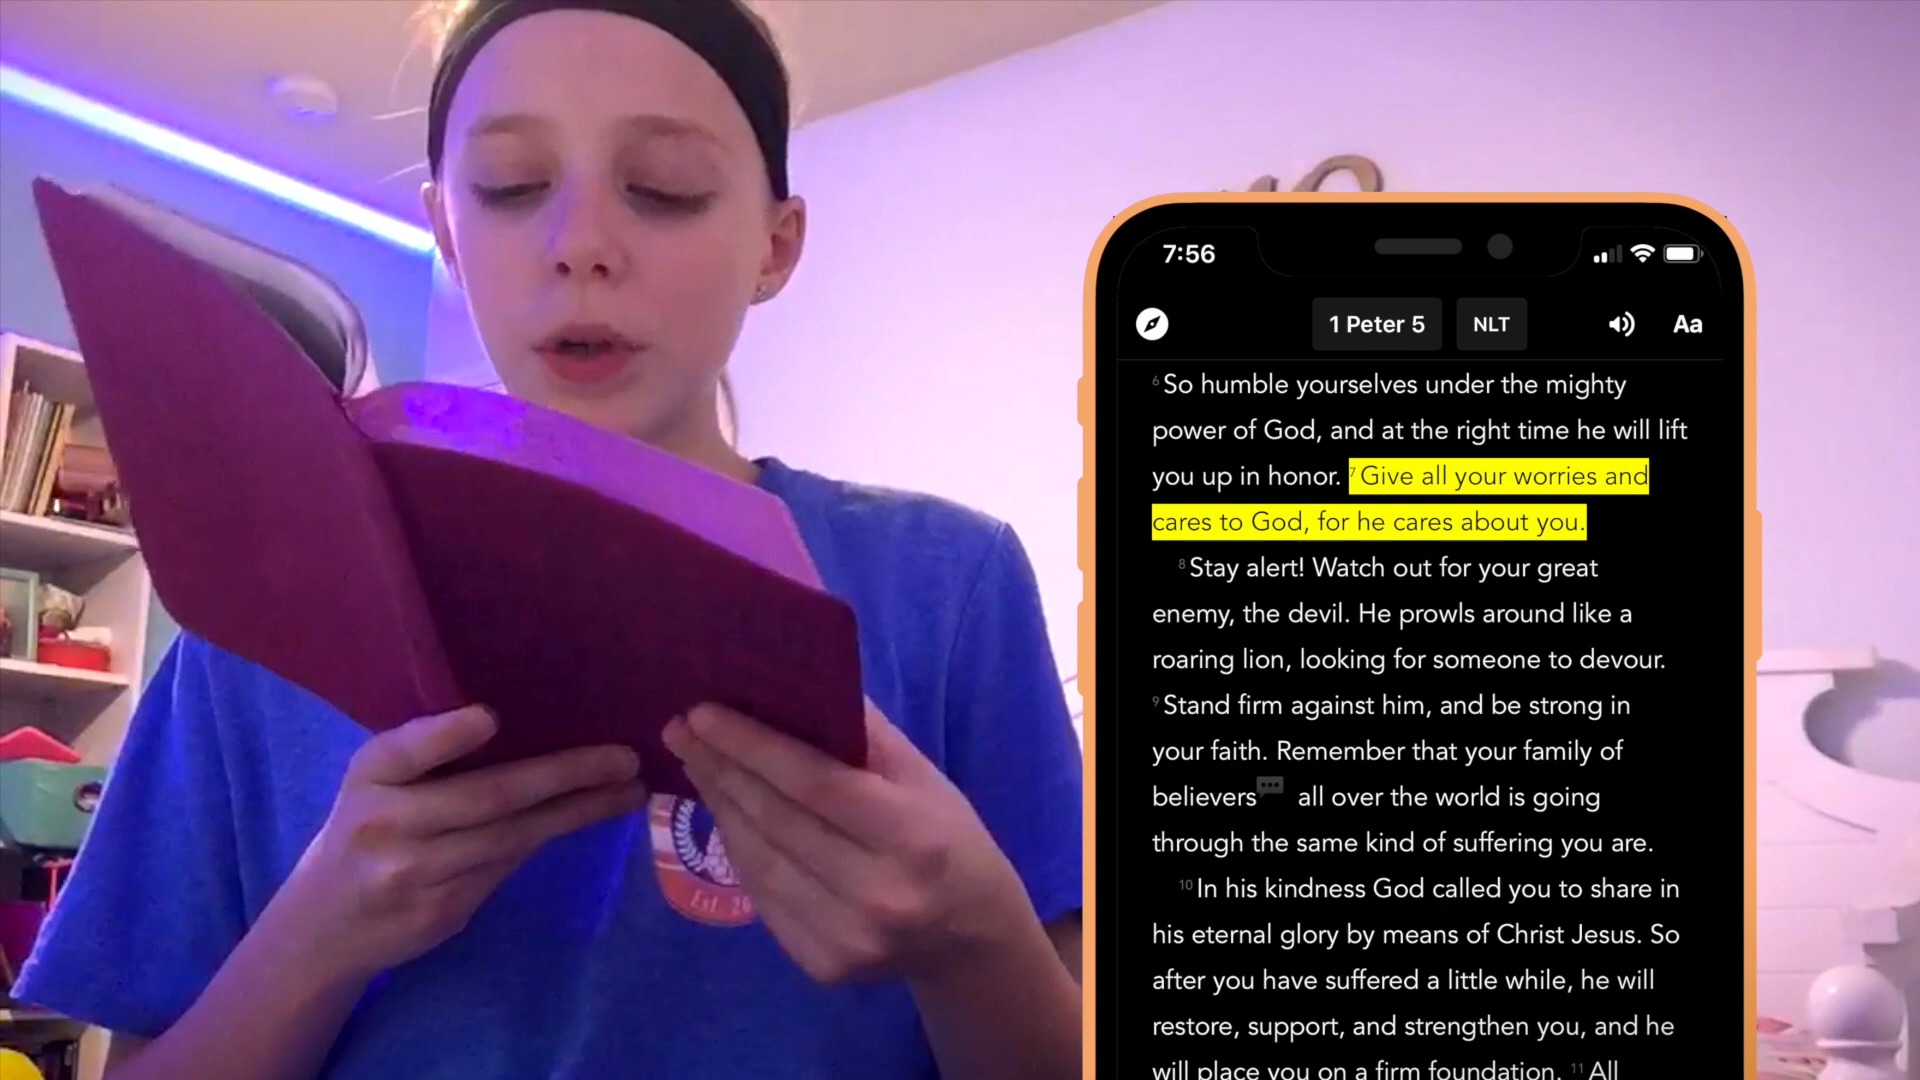 7:56
1 Peter 5 NLT Aa
6 So humble yourselves under the mighty
power of God, and at the right time he will lift
you up in honor. 7 Give all your worries and
cares to God, for he cares about you.
8 Stay alert! Watch out for your great
enemy, the devil. He prowls around like a
roaring lion, looking for someone to devour.
9 Stand firm against him, and be strong in
your faith. Remember that your family of
believers all over the world is going
through the same kind of suffering you are.
10 In his kindness God called you to share in
his eternal glory by means of Christ Jesus. So
after you have suffered a little while, he will
restore, support, and strengthen you, and he
will place you on a firm foundation. 11 All
Est